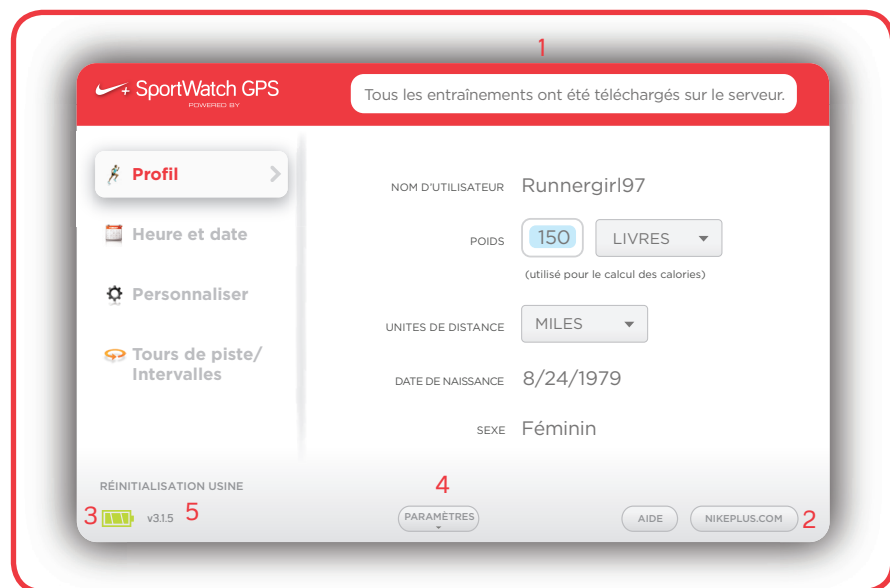 1
SportWatch GPS
POWERED BY
Tous les entraînements ont été téléchargés sur le serveur.
Profil
Heure et date
Personnaliser
Tours de piste/
Intervalles
NOM D'UTILISATEUR Runnergirl97
POIDS 150 LIVRES
(utilisé pour le calcul des calories)
UNITES DE DISTANCE MILES
DATE DE NAISSANCE 8/24/1979
SEXE Féminin
RÉINITIALISATION USINE
4
3 v3.1.5 5 PARAMÈTRES AIDE NIKEPLUS.COM 2